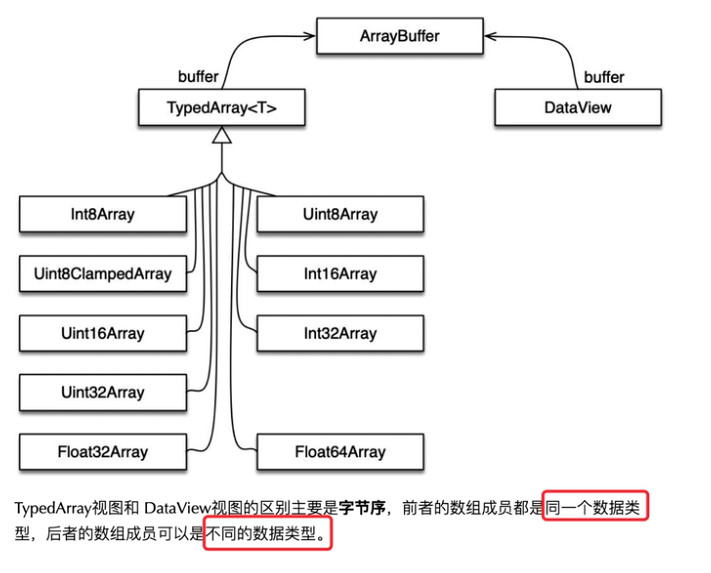 ArrayBuffer
buffer
buffer
TypedArray<T>
DataView
Int8Array
Uint8Array
Uint8ClampedArray
Int16Array
Uint16Array
Int32Array
Uint32Array
Float32Array
Float64Array
TypedArray视图和 DataView视图的区别主要是字节序，前者的数组成员都是同一个数据类
型，后者的数组成员可以是不同的数据类型。